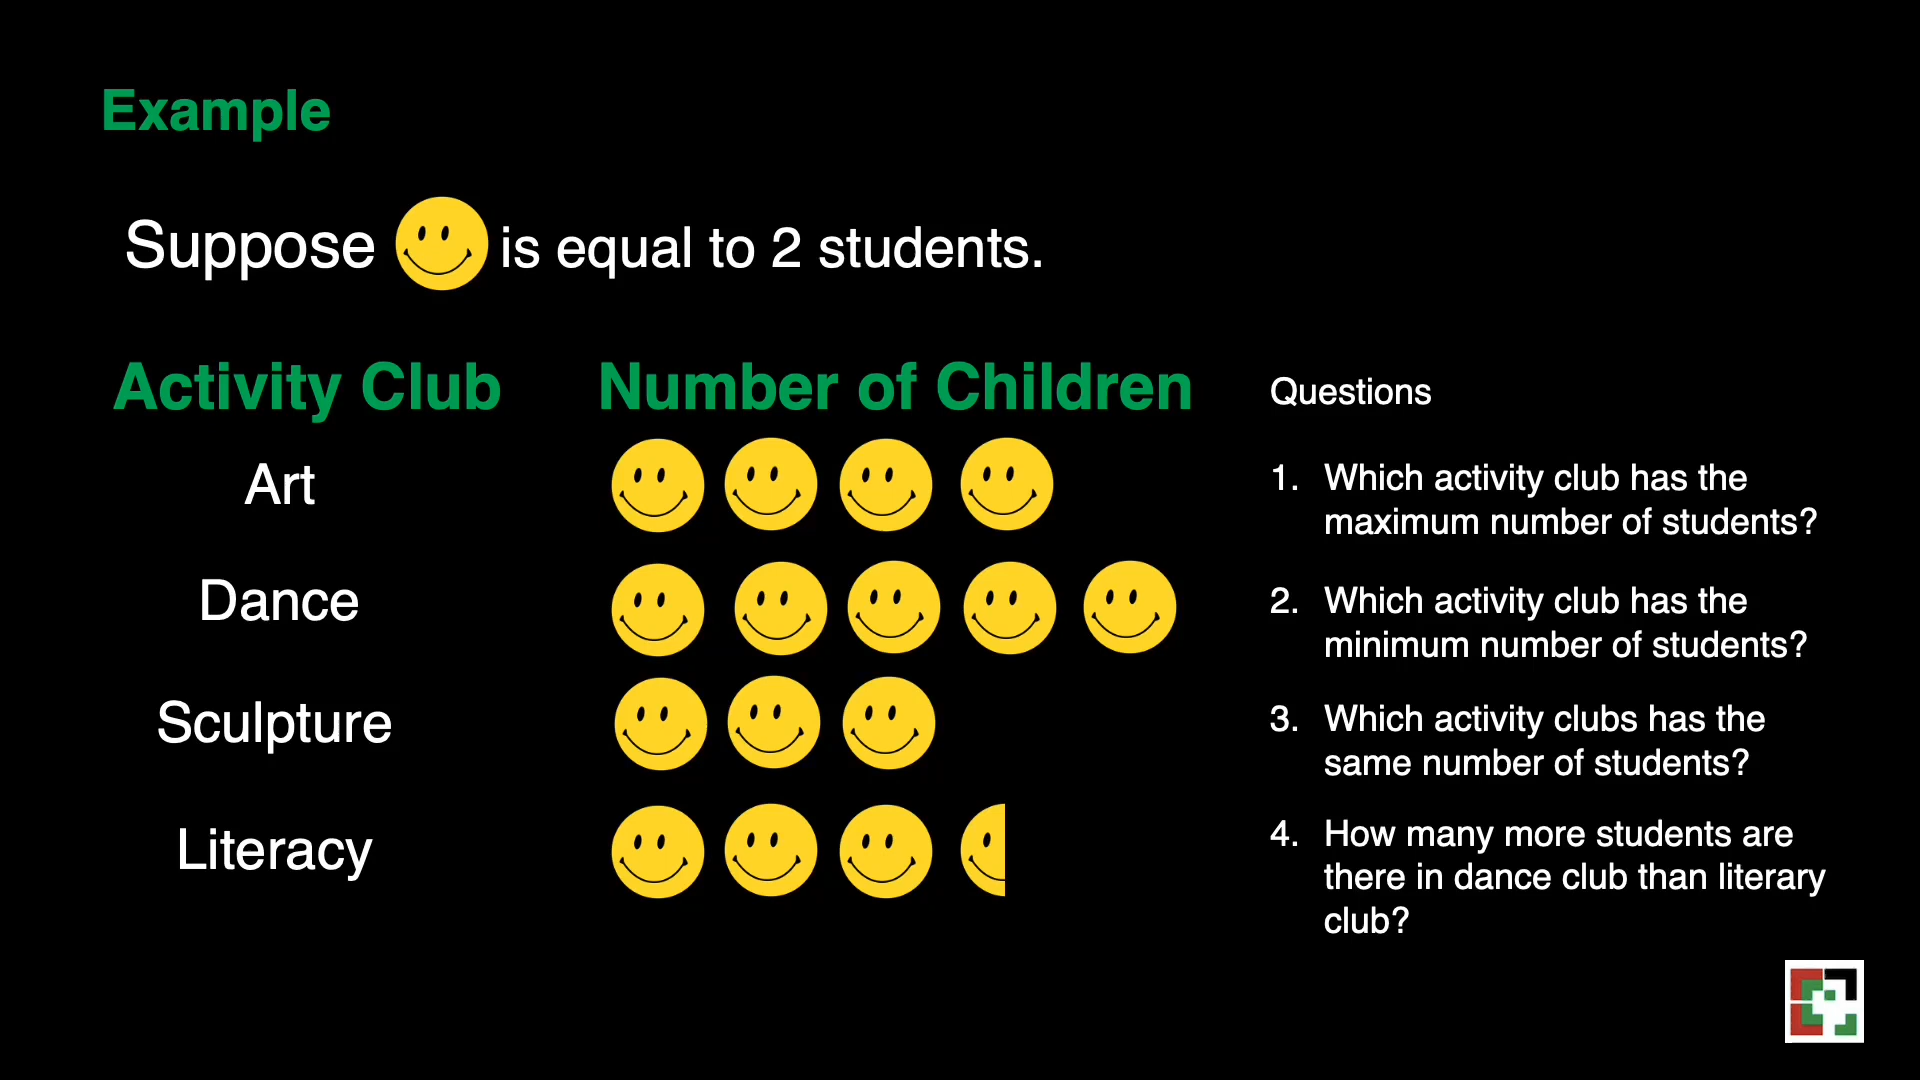 Example
Suppose is equal to 2 students.
Activity Club
Number of Children
Art
Dance
Sculpture
Literacy
Questions
1. Which activity club has the
maximum number of students?
2. Which activity club has the
minimum number of students?
3. Which activity clubs has the
same number of students?
4. How many more students are
there in dance club than literary
club?